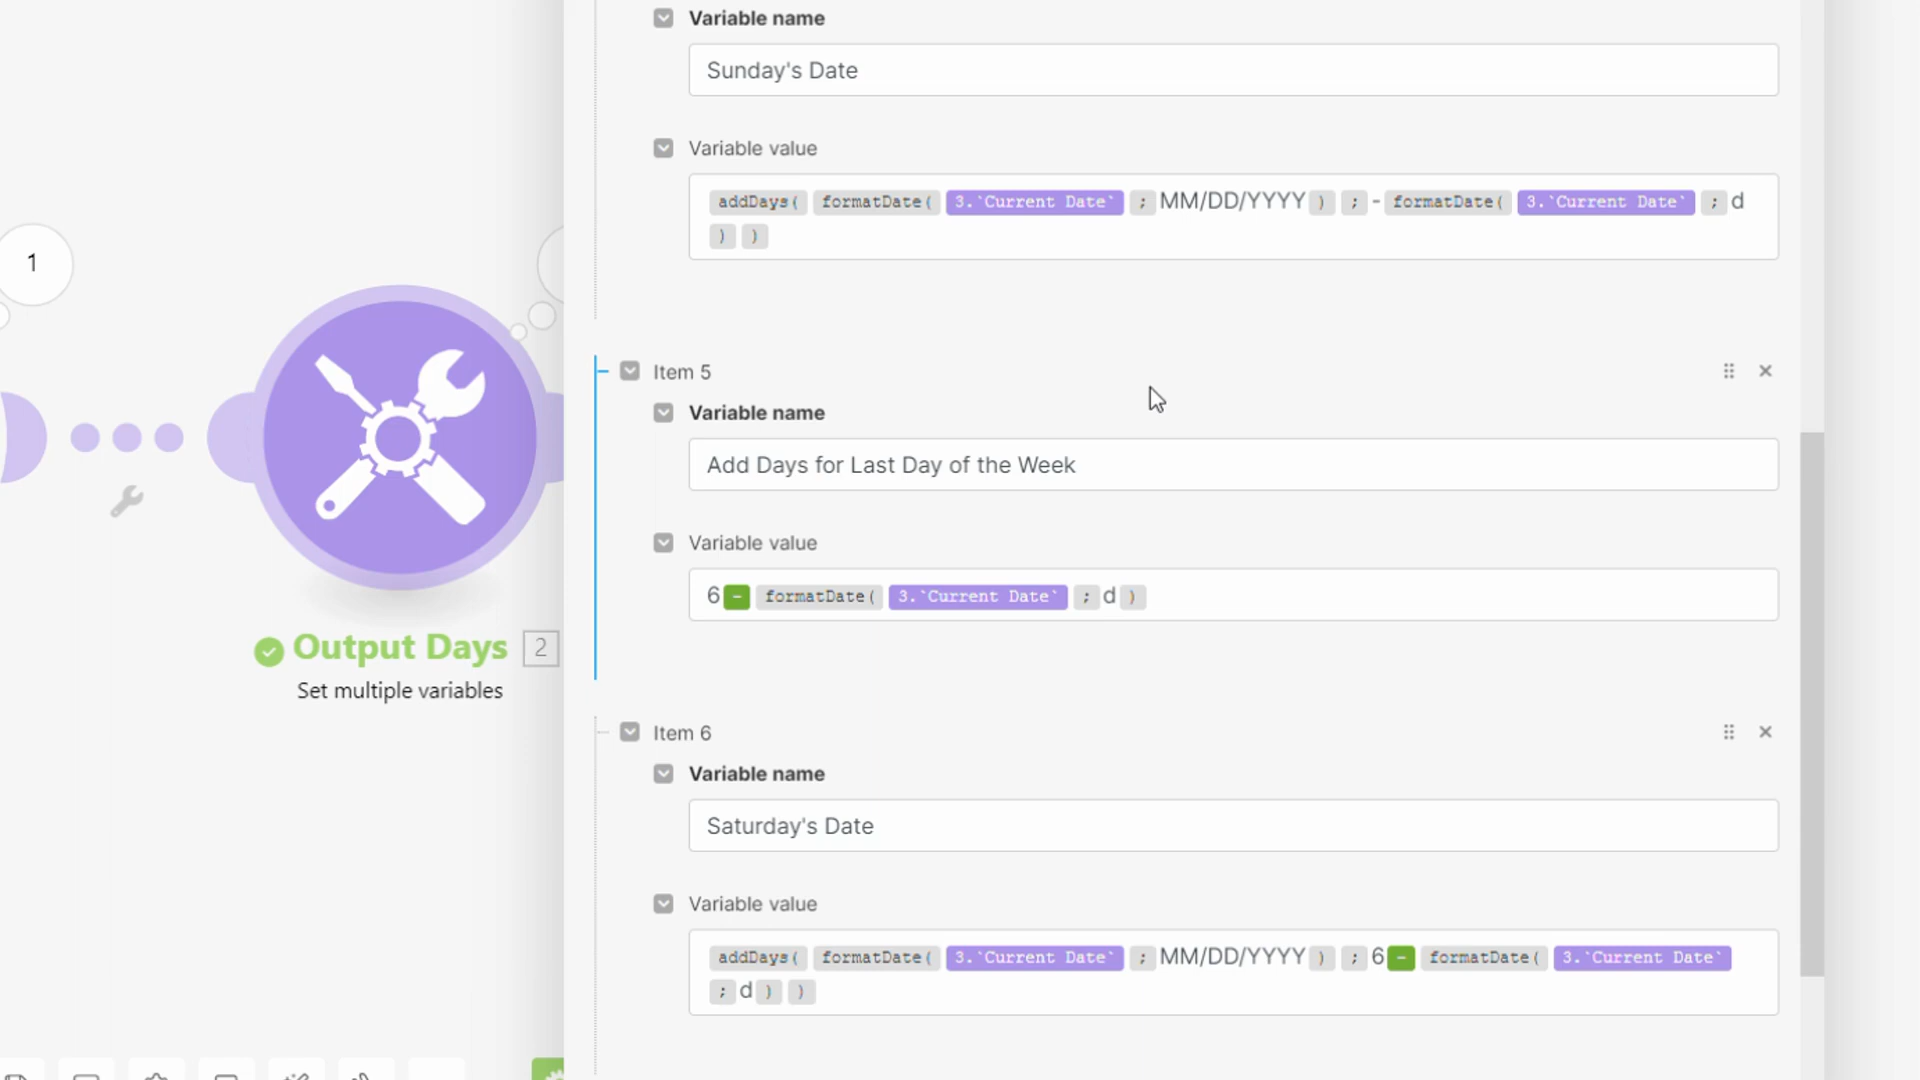 1
Output Days 2
Set multiple variables
Variable name
Sunday's Date
Variable value
addDays( formatDate( 3.`Current Date` ; MM/DD/YYYY ) ; - formatDate( 3.`Current Date` ; d
) )
Item 5
Variable name
Add Days for Last Day of the Week
Variable value
6 - formatDate( 3.`Current Date` ; d )
Item 6
Variable name
Saturday's Date
Variable value
addDays( formatDate( 3.`Current Date` ; MM/DD/YYYY ) ; 6 - formatDate( 3.`Current Date`
; d ) )